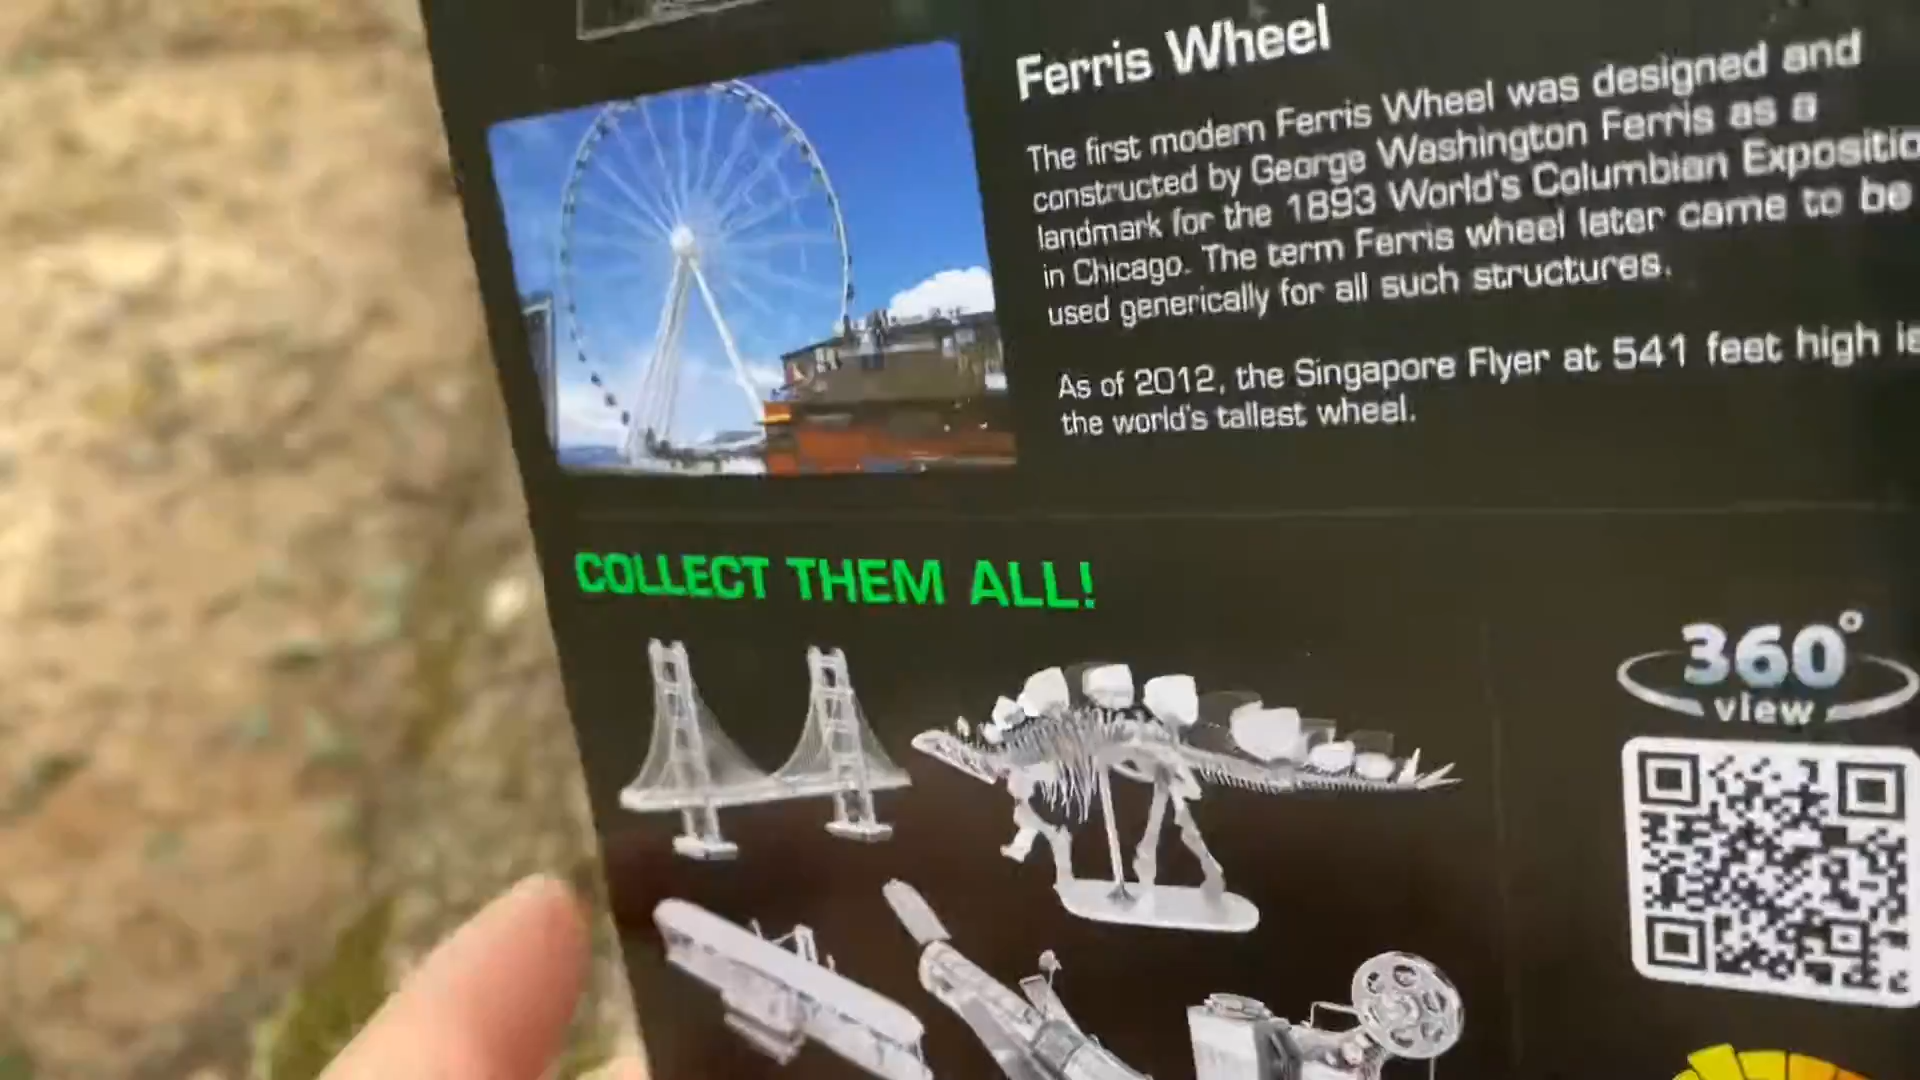 Ferris Wheel
The first modern Ferris Wheel was designed and
constructed by George Washington Ferris as a
landmark for the 1893 World's Columbian Expositio
in Chicago. The term Ferris wheel later came to be
used generically for all such structures.
As of 2012, the Singapore Flyer at 541 feet high is
the world's tallest wheel.
COLLECT THEM ALL!
360°
view